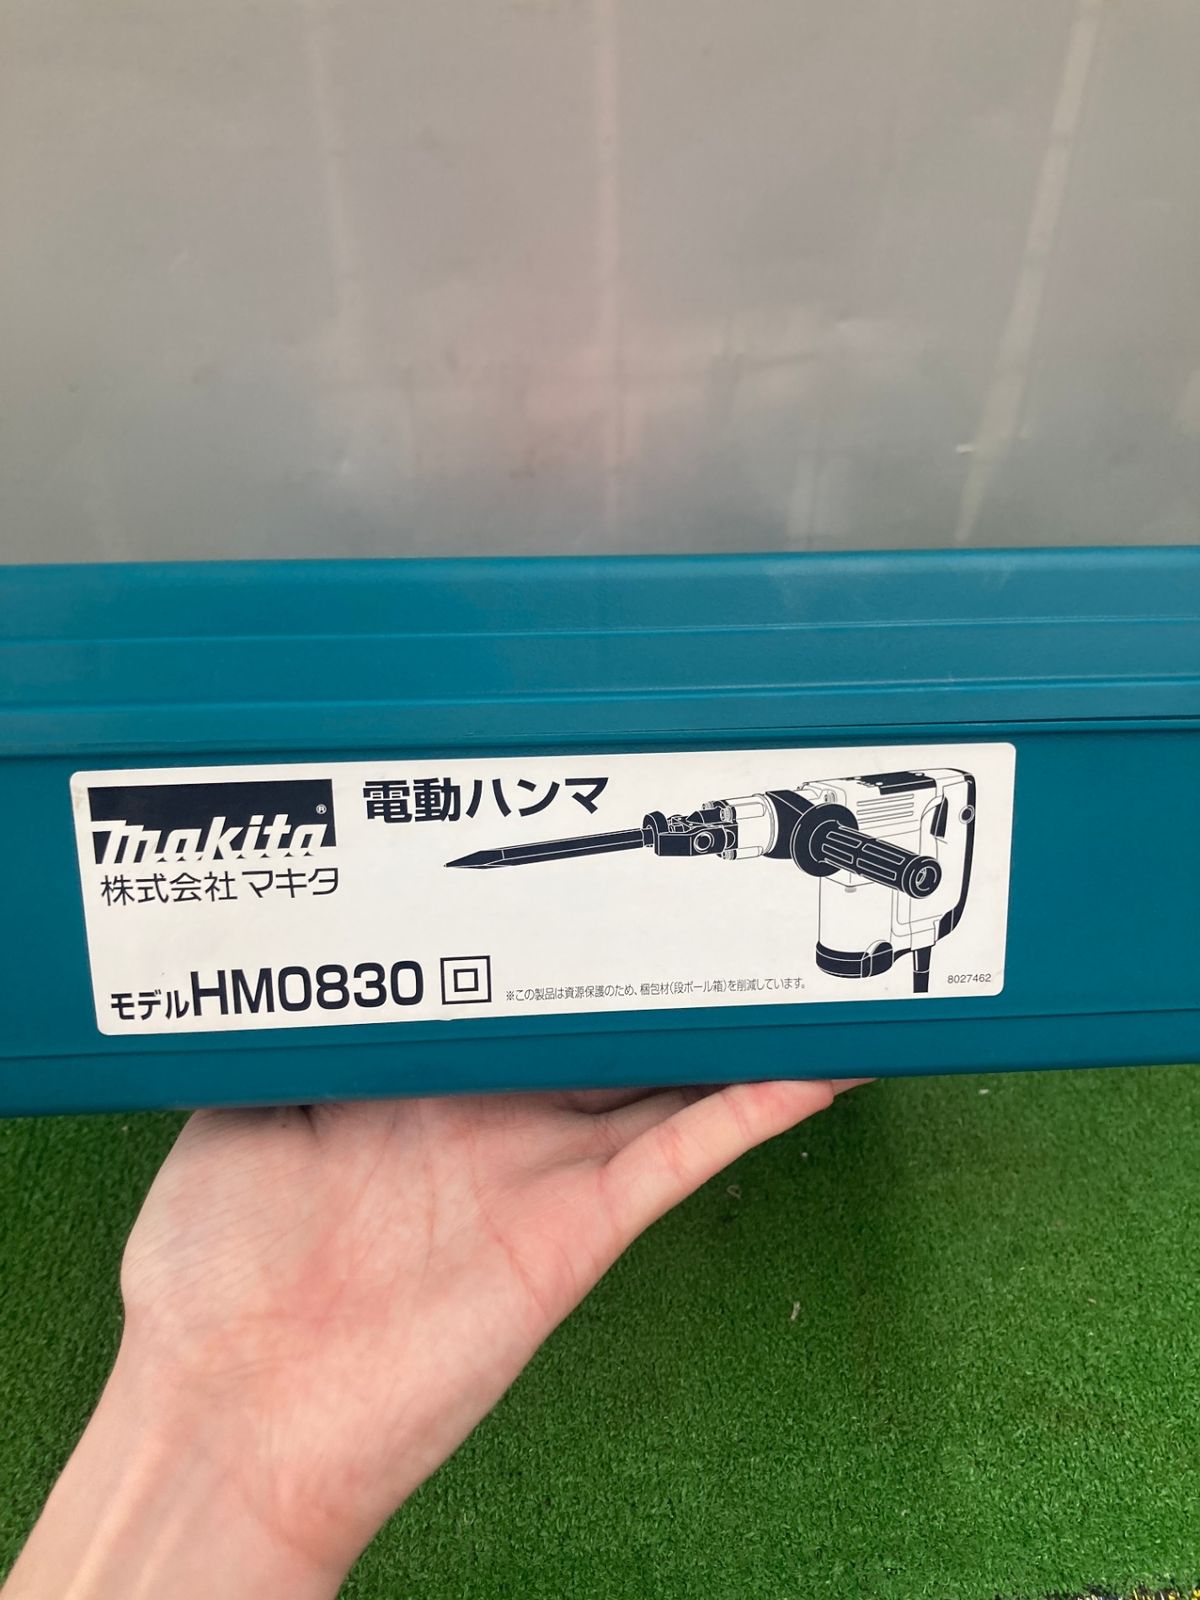 makita®
電動ハンマ
株式会社マキタ
モデルHM0830
※この製品は資源保護のため、梱包材(段ボール箱)を削減しています。
8027462